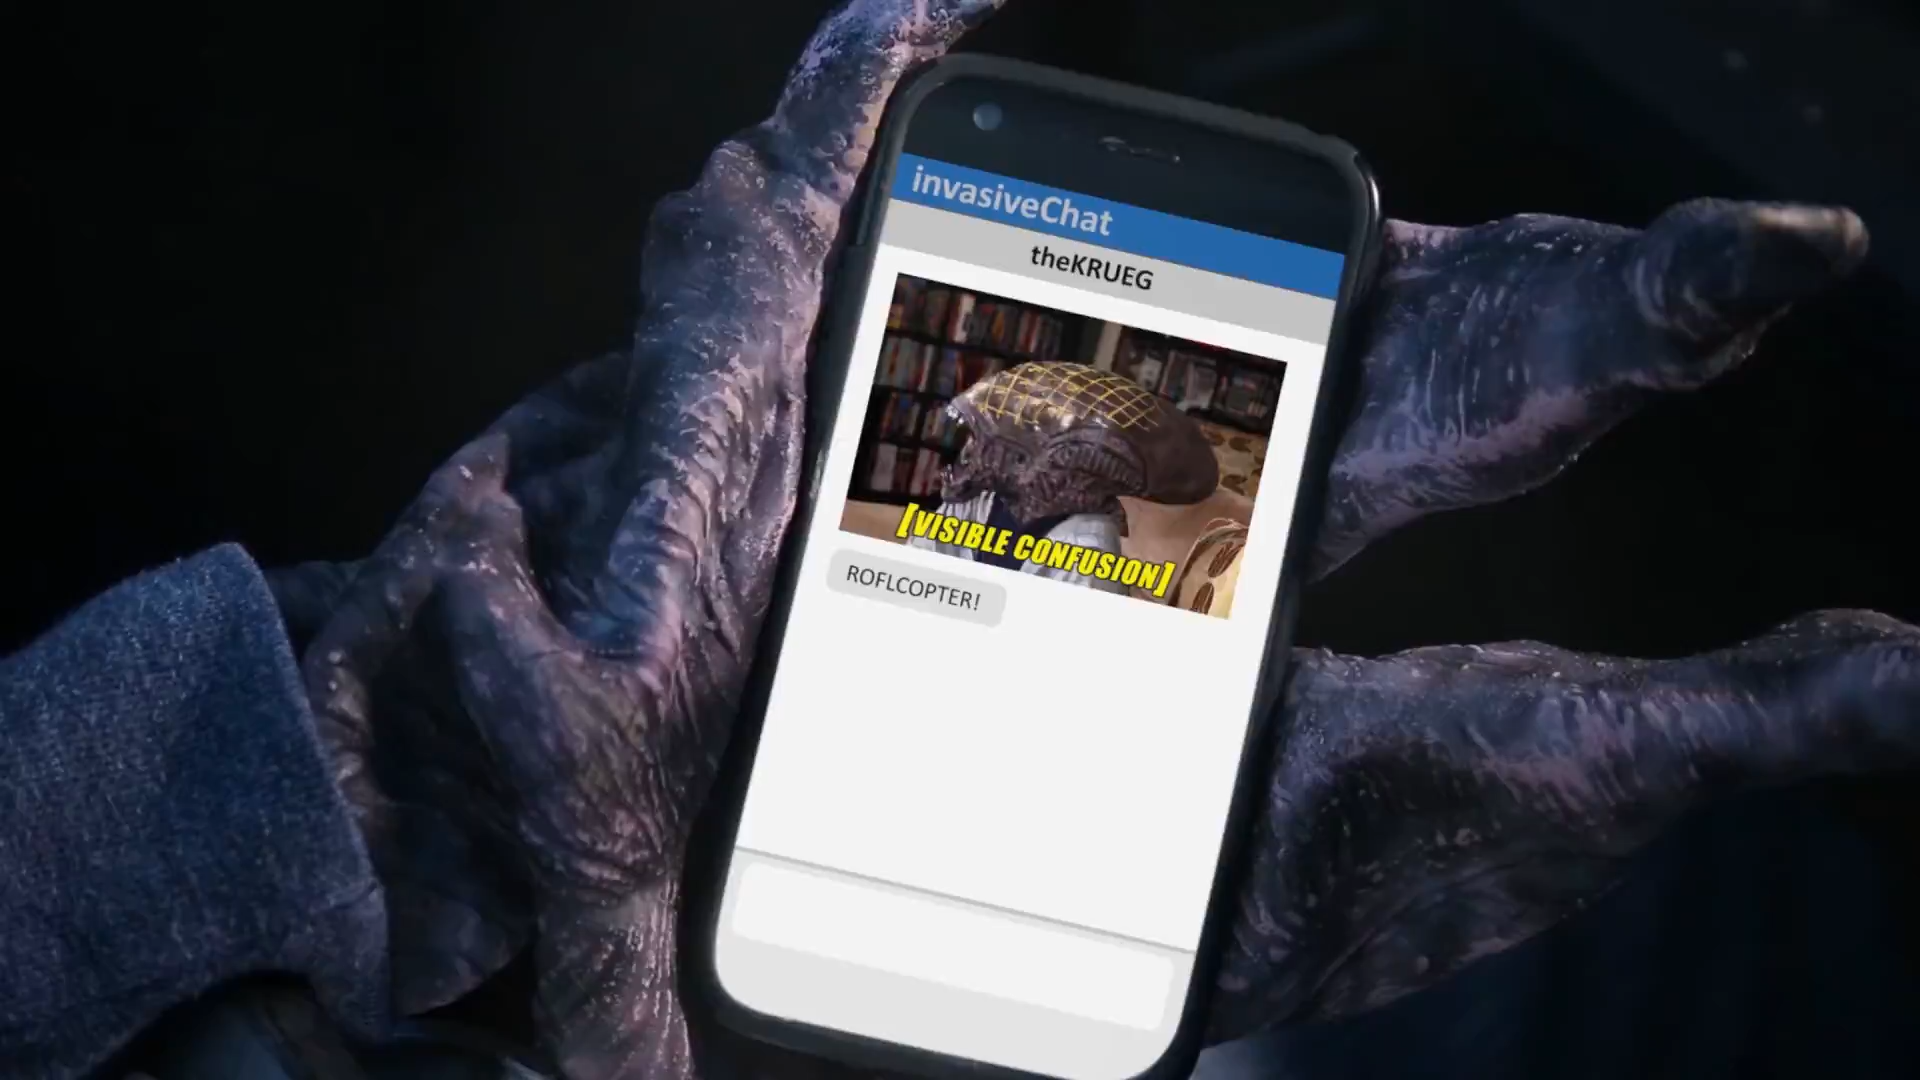 invasiveChat
theKRUEG
[VISIBLE CONFUSION]
ROFLCOPTER!